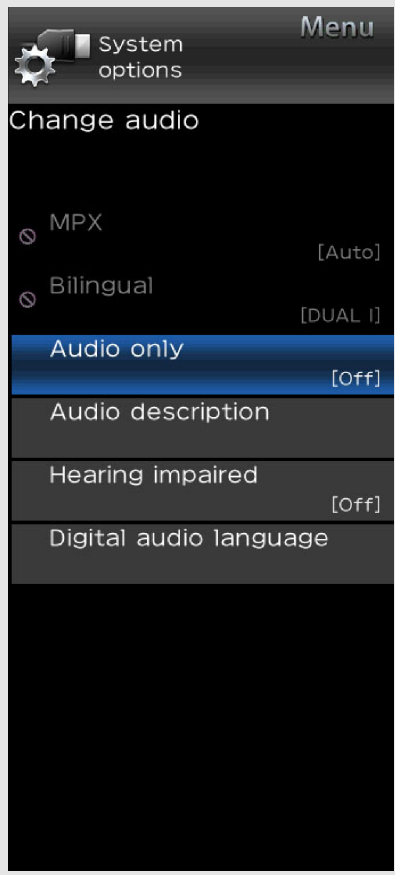 Menu
System
options
Change audio
MPX
[Auto]
Bilingual
[DUAL I]
Audio only
[Off]
Audio description
Hearing impaired
[Off]
Digital audio language